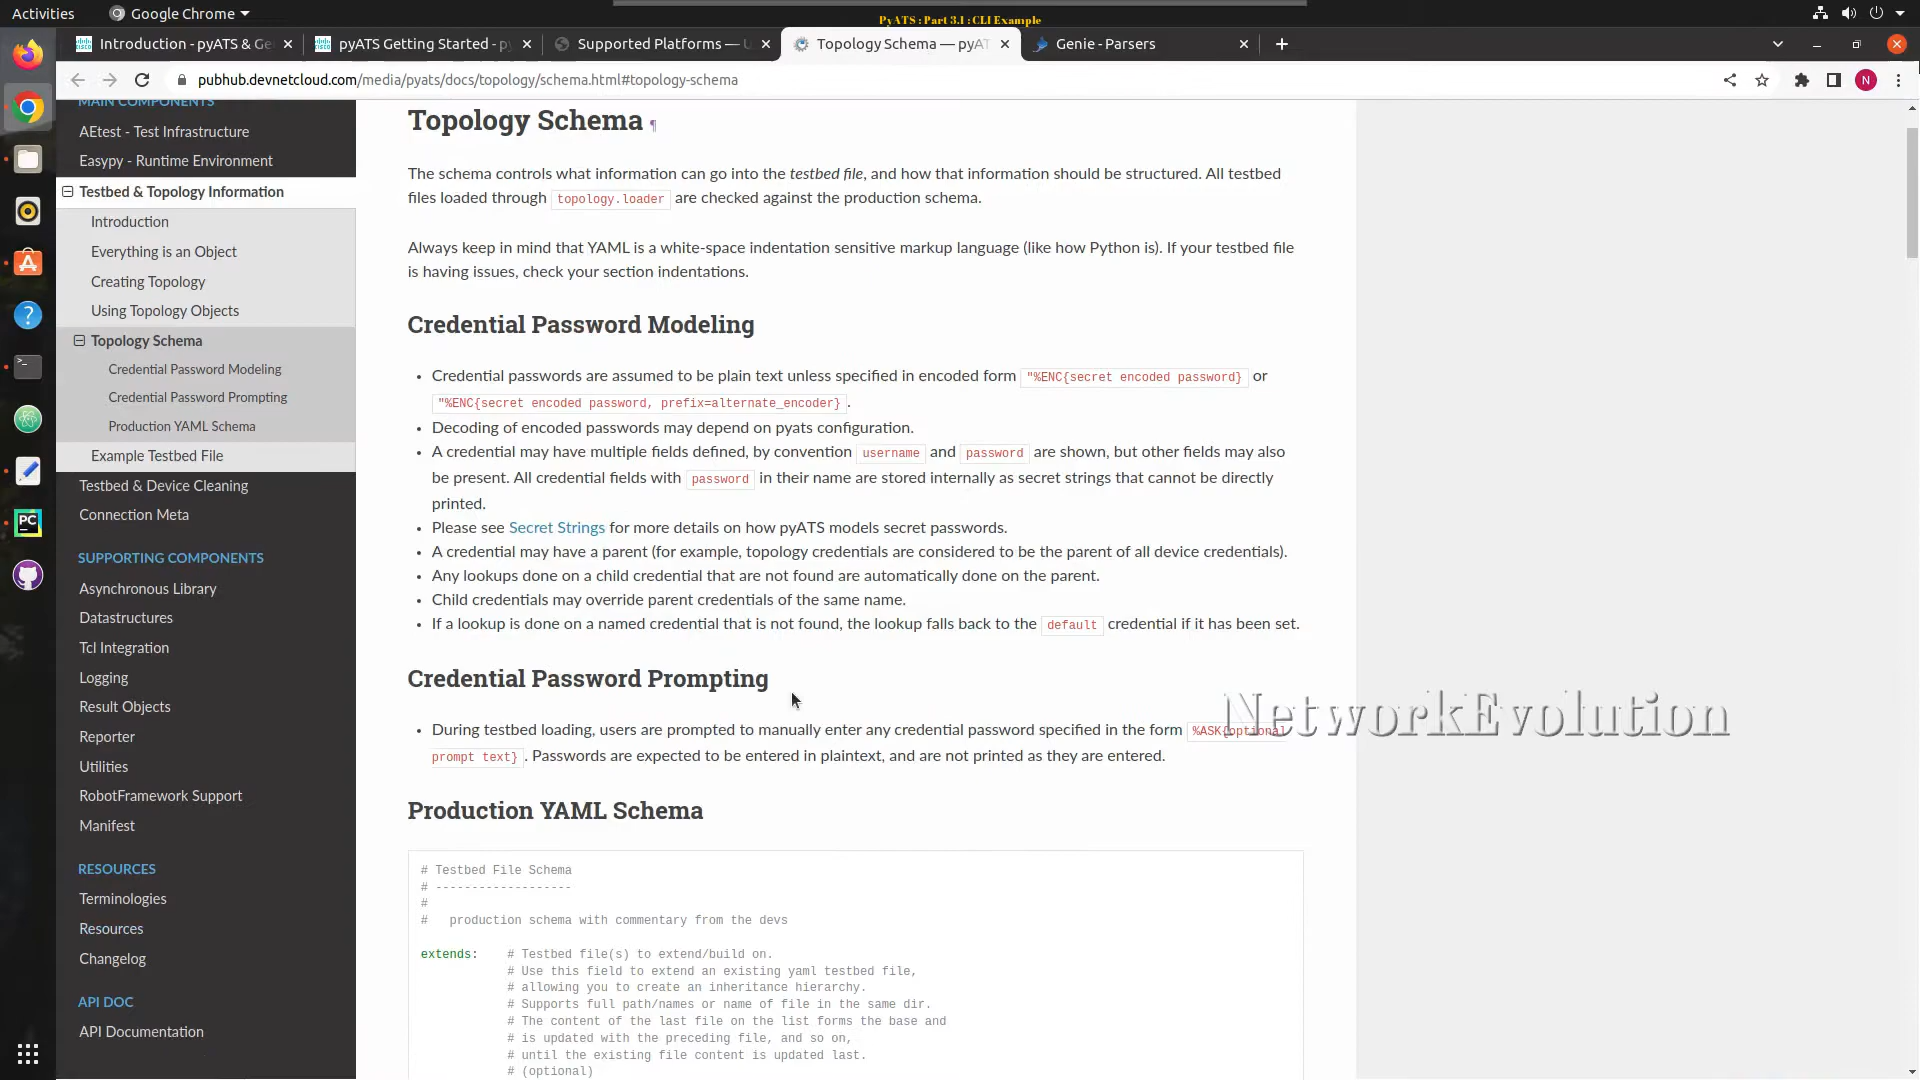 Activities
Google Chrome
PyATS : Part 3.1 : CLI Example
Introduction - pyATS & Ge
pyATS Getting Started - p
Supported Platforms — U
Topology Schema — pyAT
Genie - Parsers
pubhub.devnetcloud.com/media/pyats/docs/topology/schema.html#topology-schema
N
MAIN COMPONENTS
AEtest - Test Infrastructure
Easypy - Runtime Environment
Testbed & Topology Information
Introduction
Everything is an Object
Creating Topology
Using Topology Objects
Topology Schema
Credential Password Modeling
Credential Password Prompting
Production YAML Schema
Example Testbed File
Testbed & Device Cleaning
Connection Meta
SUPPORTING COMPONENTS
Asynchronous Library
Datastructures
Tcl Integration
Logging
Result Objects
Reporter
Utilities
RobotFramework Support
Manifest
RESOURCES
Terminologies
Resources
Changelog
API DOC
API Documentation
Topology Schema ¶
The schema controls what information can go into the testbed file, and how that information should be structured. All testbed
files loaded through topology.loader are checked against the production schema.
Always keep in mind that YAML is a white-space indentation sensitive markup language (like how Python is). If your testbed file
is having issues, check your section indentations.
Credential Password Modeling
• Credential passwords are assumed to be plain text unless specified in encoded form "%ENC{secret encoded password} or
"%ENC{secret encoded password, prefix=alternate_encoder} .
• Decoding of encoded passwords may depend on pyats configuration.
• A credential may have multiple fields defined, by convention username and password are shown, but other fields may also
be present. All credential fields with password in their name are stored internally as secret strings that cannot be directly
printed.
• Please see Secret Strings for more details on how pyATS models secret passwords.
• A credential may have a parent (for example, topology credentials are considered to be the parent of all device credentials).
• Any lookups done on a child credential that are not found are automatically done on the parent.
• Child credentials may override parent credentials of the same name.
• If a lookup is done on a named credential that is not found, the lookup falls back to the default credential if it has been set.
Credential Password Prompting
• During testbed loading, users are prompted to manually enter any credential password specified in the form %ASK{optional
prompt text} . Passwords are expected to be entered in plaintext, and are not printed as they are entered.
NetworkEvolution
Production YAML Schema
# Testbed File Schema
# -------------------
#
# production schema with commentary from the devs
extends: # Testbed file(s) to extend/build on.
# Use this field to extend an existing yaml testbed file,
# allowing you to create an inheritance hierarchy.
# Supports full path/names or name of file in the same dir.
# The content of the last file on the list forms the base and
# is updated with the preceding file, and so on,
# until the existing file content is updated last.
# (optional)